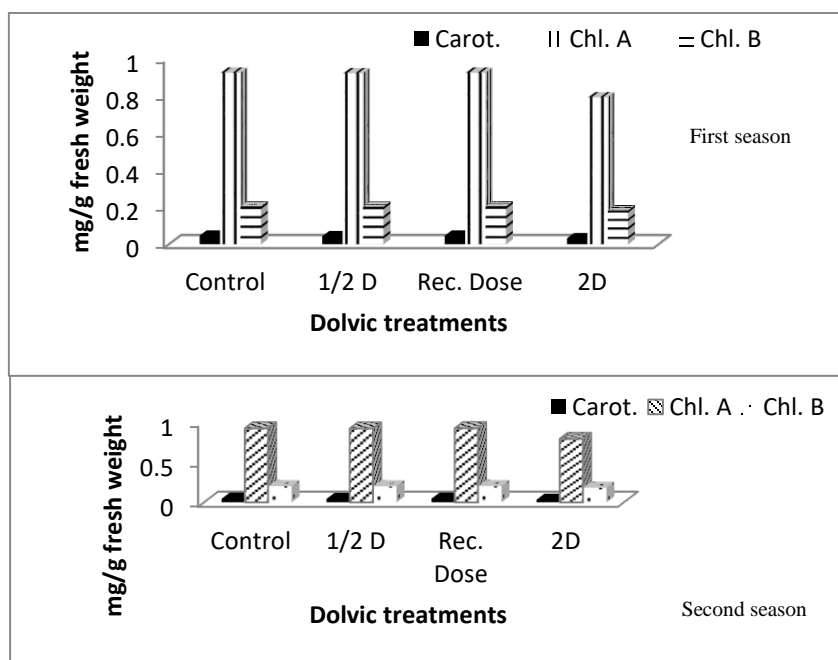 Carot. Chl. A Chl. B
1
0.8
0.6
0.4
0.2
0
mg/g fresh weight
First season
Control 1/2 D Rec. Dose 2D
Dolvic treatments
Carot. Chl. A Chl. B
1
0.5
0
mg/g fresh weight
Control 1/2 D Rec. 2D
Dose
Dolvic treatments
Second season